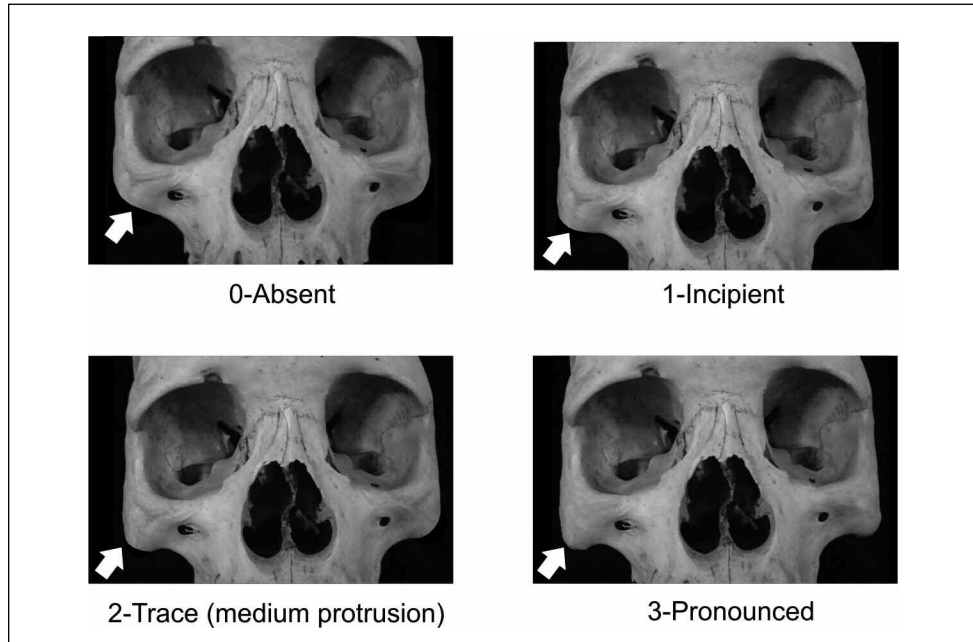 0-Absent
1-Incipient
2-Trace (medium protrusion)
3-Pronounced